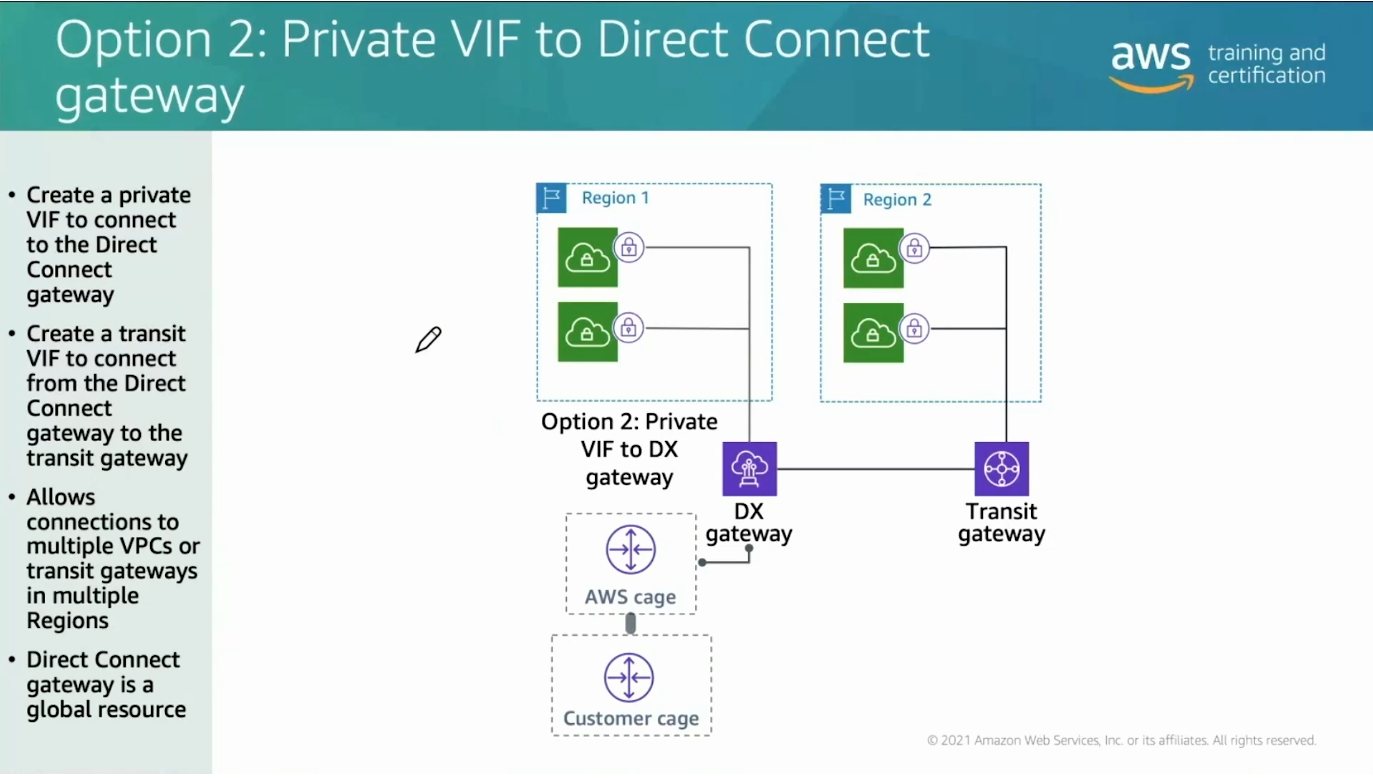 Option 2: Private VIF to Direct Connect
gateway
aws training and
certification
• Create a private
VIF to connect
to the Direct
Connect
gateway
• Create a transit
VIF to connect
from the Direct
Connect
gateway to the
transit gateway
• Allows
connections to
multiple VPCs or
transit gateways
in multiple
Regions
• Direct Connect
gateway is a
global resource
Region 1
Region 2
Option 2: Private
VIF to DX
gateway
DX
gateway
Transit
gateway
AWS cage
Customer cage
© 2021 Amazon Web Services, Inc. or its affiliates. All rights reserved.